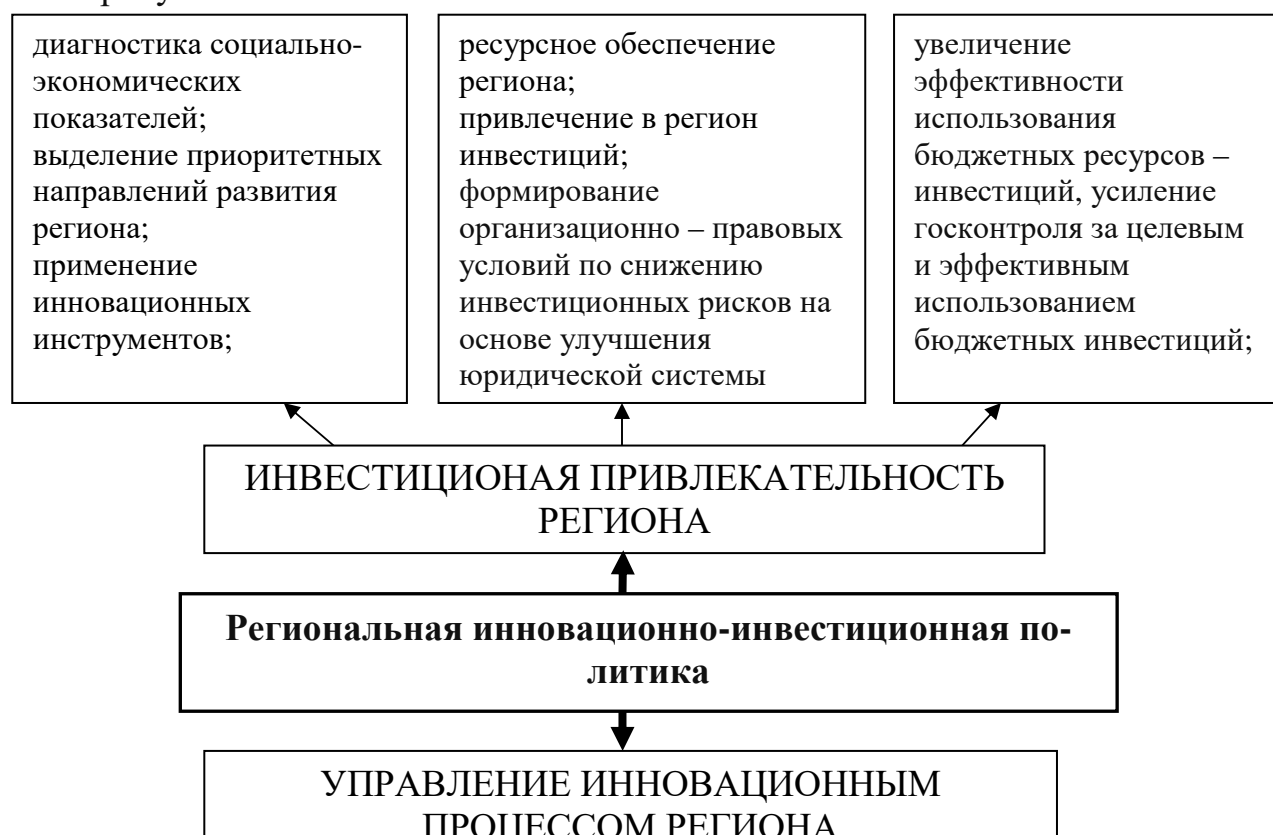 диагностика социально-
экономических
показателей;
выделение приоритетных
направлений развития
региона;
применение
инновационных
инструментов;
ресурсное обеспечение
региона;
привлечение в регион
инвестиций;
формирование
организационно – правовых
условий по снижению
инвестиционных рисков на
основе улучшения
юридической системы
увеличение
эффективности
использования
бюджетных ресурсов –
инвестиций, усиление
госконтроля за целевым
и эффективным
использованием
бюджетных инвестиций;
ИНВЕСТИЦИОНАЯ ПРИВЛЕКАТЕЛЬНОСТЬ
РЕГИОНА
Региональная инновационно-инвестиционная по-
литика
УПРАВЛЕНИЕ ИННОВАЦИОННЫМ
ПРОЦЕССОМ РЕГИОНА